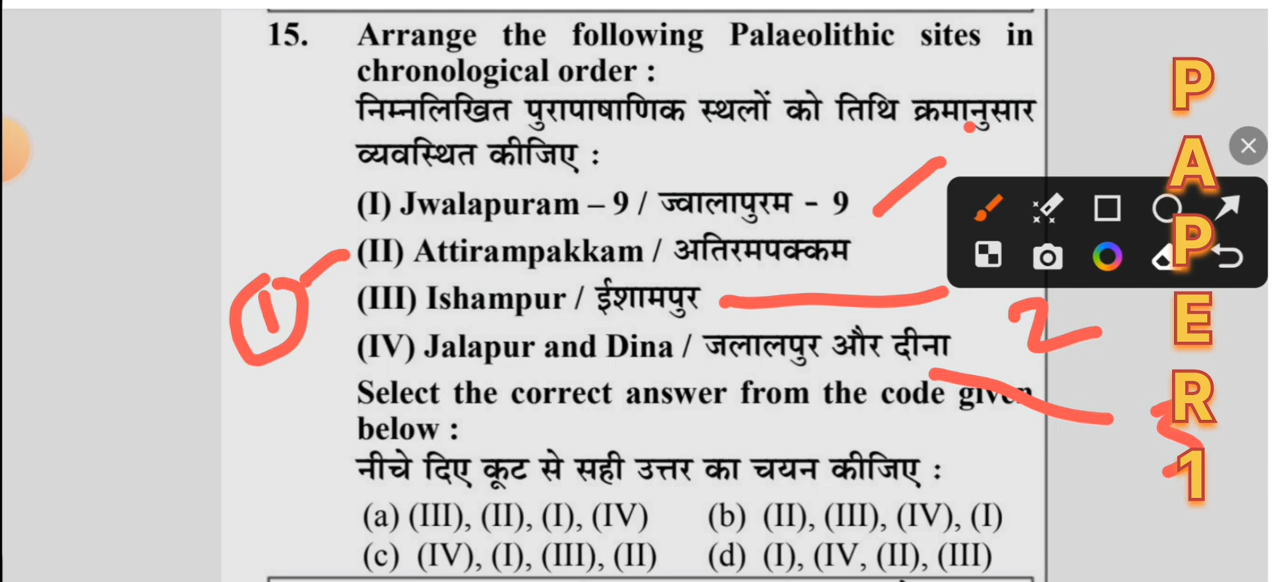 15. Arrange the following Palaeolithic sites in
chronological order :
निम्नलिखित पुरापाषाणिक स्थलों को तिथि क्रमानुसार
व्यवस्थित कीजिए :
(I) Jwalapuram – 9 / ज्वालापुरम - 9
(II) Attirampakkam / अतिरमपक्कम
(III) Ishampur / ईशामपुर
(IV) Jalapur and Dina / जलालपुर और दीना
Select the correct answer from the code given
below :
नीचे दिए कूट से सही उत्तर का चयन कीजिए :
(a) (III), (II), (I), (IV) (b) (II), (III), (IV), (I)
(c) (IV), (I), (III), (II) (d) (I), (IV, (II), (III)
1
2
3
P
A
P
E
R
1